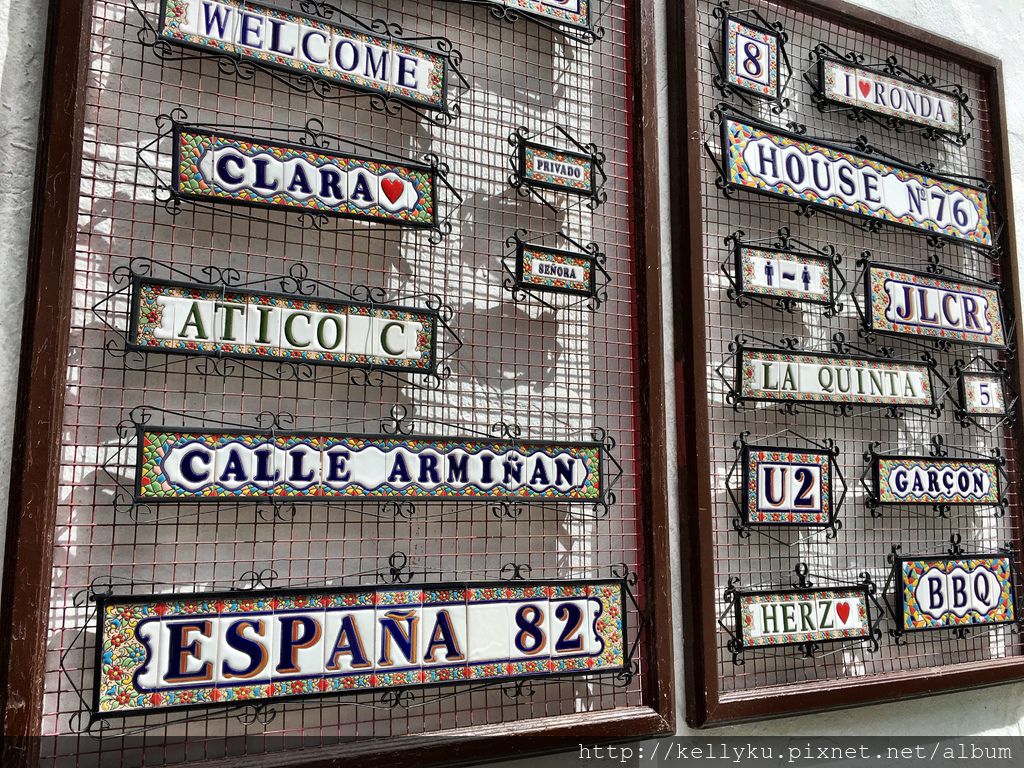 WELCOME
CLARA♥
PRIVADO
SEÑORA
ATICO C
CALLE ARMIÑAN
ESPAÑA 82
8
I♥RONDA
HOUSE Nº76
JLCR
LA QUINTA
5
U2
GARÇON
HERZ♥
BBQ
http://kellyku.pixnet.net/album